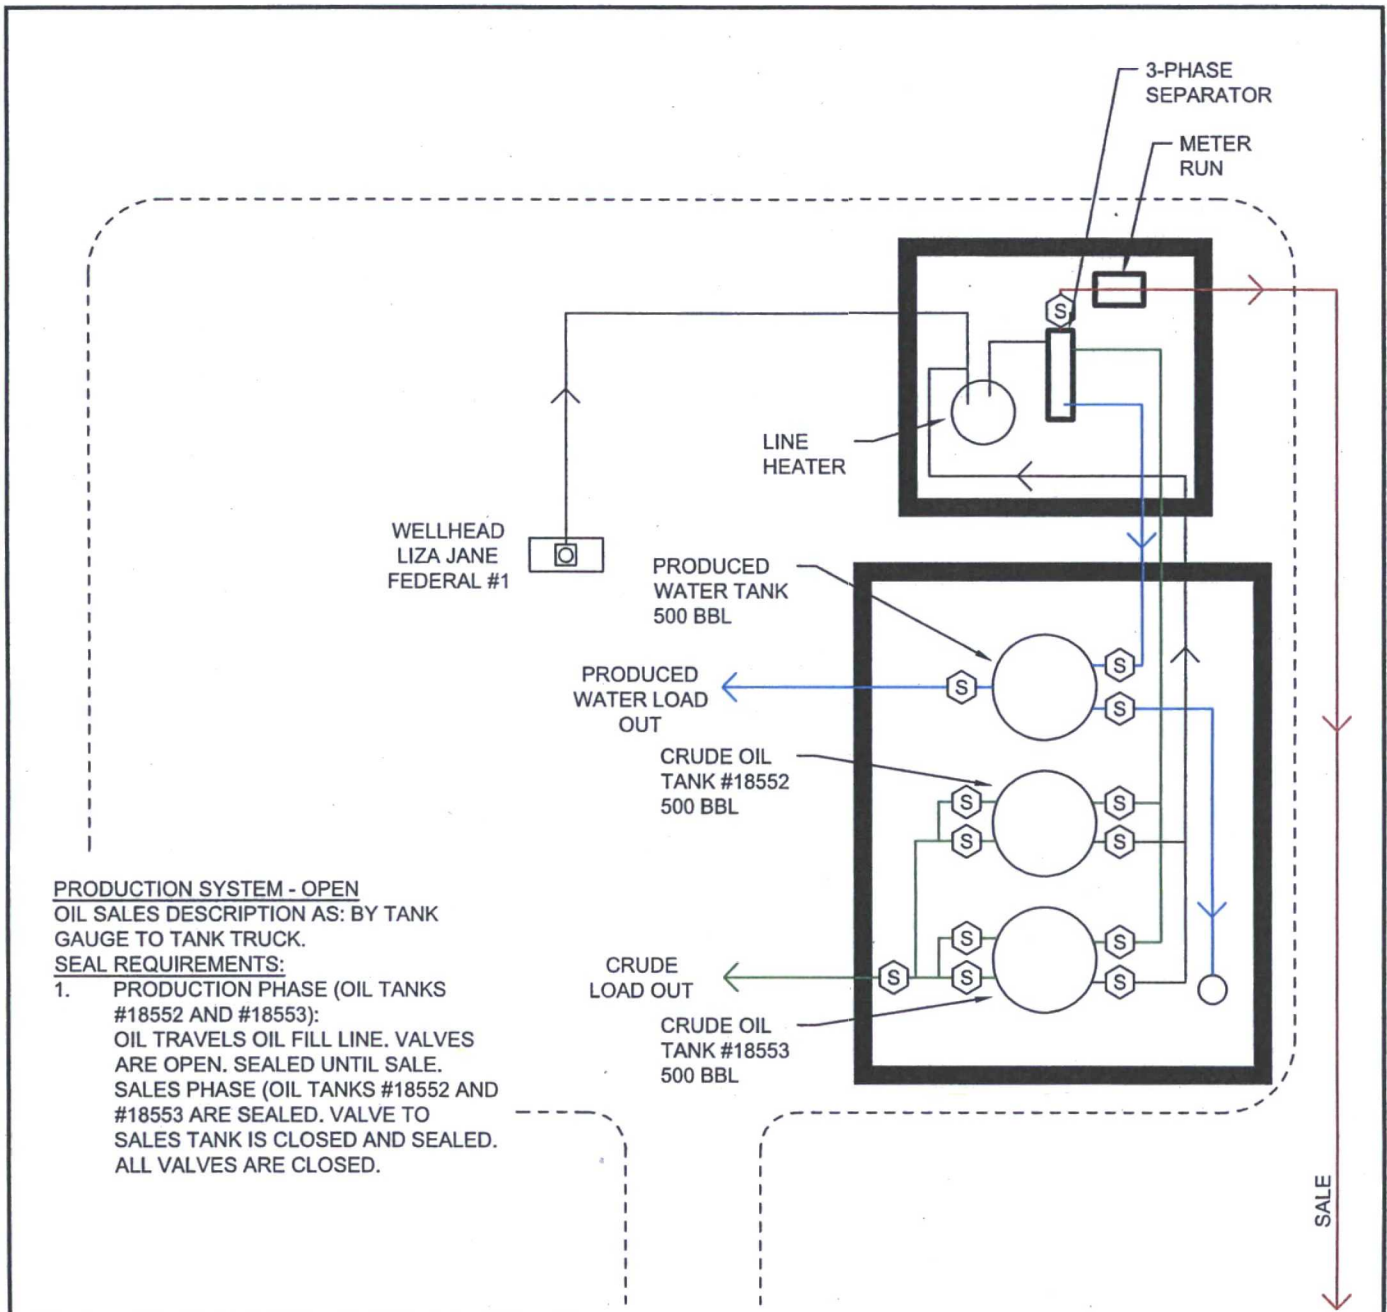 3-PHASE
SEPARATOR
METER
RUN
S
LINE
HEATER
WELLHEAD
LIZA JANE
FEDERAL #1
PRODUCED
WATER TANK
500 BBL
S
PRODUCED
WATER LOAD
OUT
S
S
CRUDE OIL
TANK #18552
500 BBL
S
S
S
S
PRODUCTION SYSTEM - OPEN
OIL SALES DESCRIPTION AS: BY TANK
GAUGE TO TANK TRUCK.
SEAL REQUIREMENTS:
1. PRODUCTION PHASE (OIL TANKS
#18552 AND #18553):
OIL TRAVELS OIL FILL LINE. VALVES
ARE OPEN. SEALED UNTIL SALE.
SALES PHASE (OIL TANKS #18552 AND
#18553 ARE SEALED. VALVE TO
SALES TANK IS CLOSED AND SEALED.
ALL VALVES ARE CLOSED.
S
S
CRUDE
LOAD OUT
S
S
S
CRUDE OIL
TANK #18553
500 BBL
SALE